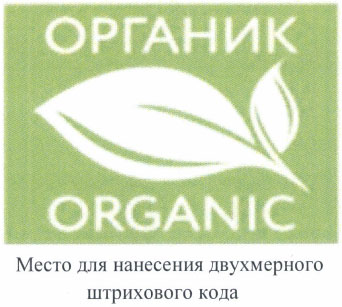 ОРГАНИК
ORGANIC
Место для нанесения двухмерного
штрихового кода